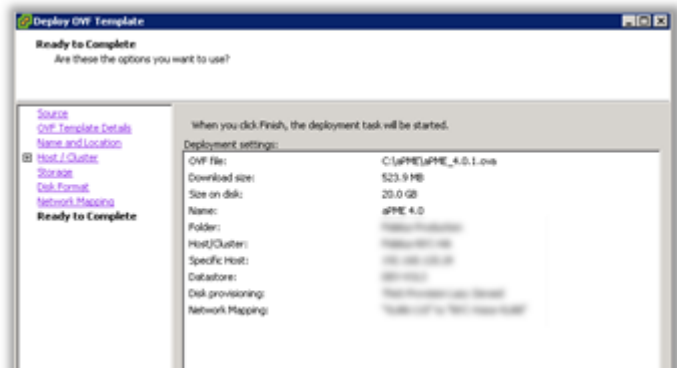 Deploy OVF Template
Ready to Complete
Are these the options you want to use?
Source
OVF Template Details
Name and Location
Host / Cluster
Storage
Disk Format
Network Mapping
Ready to Complete
When you click Finish, the deployment task will be started.
Deployment settings:
OVF file: C:\aPME\aPME_4.0.1.ova
Download size: 523.9 MB
Size on disk: 20.0 GB
Name: aPME 4.0
Folder:
Host/Cluster:
Specific Host:
Datastore:
Disk provisioning:
Network Mapping: